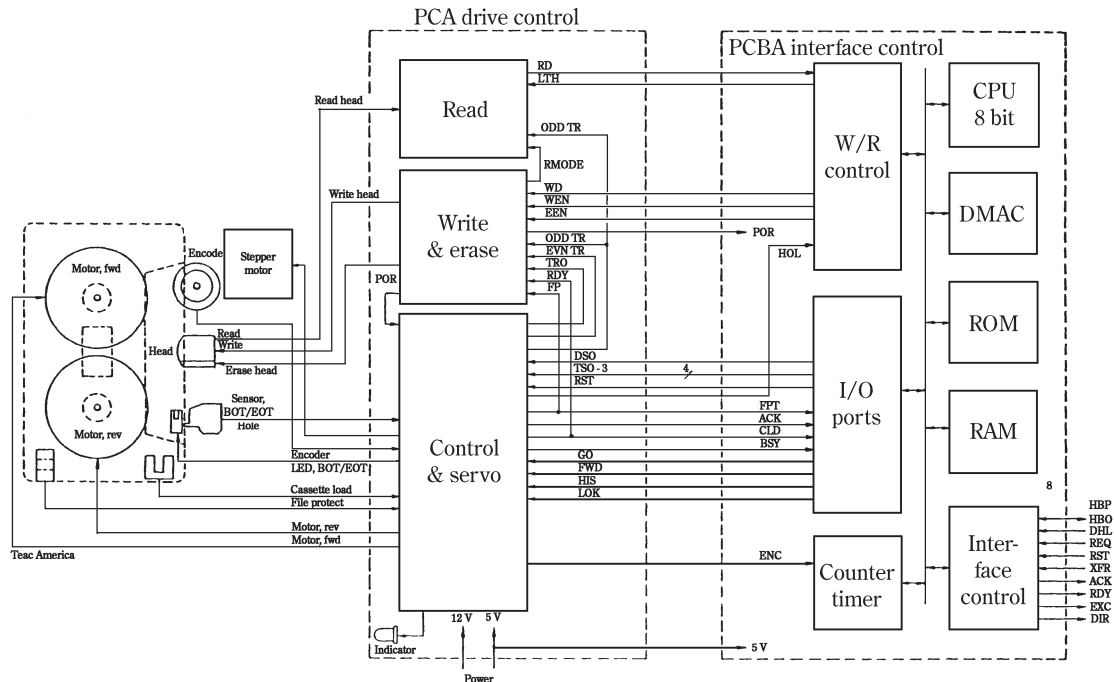 PCA drive control
PCBA interface control
Read
Write
& erase
Control
& servo
W/R
control
I/O
ports
Counter
timer
CPU
8 bit
DMAC
ROM
RAM
Inter-
face
control
RD
LTH
Read head
ODD TR
RMODE
Write head
WD
WEN
EEN
POR
ODD TR
HOL
EVN TR
TRO
RDY
FP
POR
Encode
Stepper
motor
Motor, fwd
Head
Read
Write
Erase head
DSO
TSO - 3
4
RST
Sensor,
BOT/EOT
Hole
Motor, rev
FPT
ACK
CLD
BSY
GO
FWD
HIS
LOK
Encoder
LED, BOT/EOT
Cassette load
File protect
Motor, rev
Motor, fwd
Teac America
ENC
8
HBP
HBO
DHL
REQ
RST
XFR
ACK
RDY
EXC
DIR
12 V
5 V
Indicator
5 V
Power